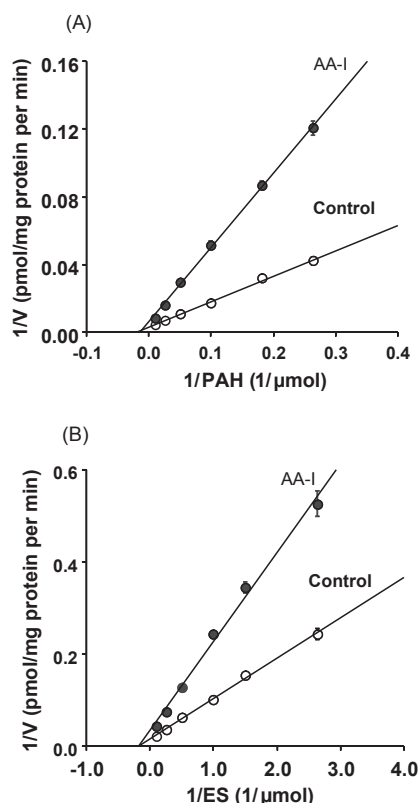 (A)
AA-I
Control
1/V (pmol/mg protein per min)
0.16
0.12
0.08
0.04
0.00
-0.1 0.0 0.1 0.2 0.3 0.4
1/PAH (1/µmol)
(B)
AA-I
Control
1/V (pmol/mg protein per min)
0.6
0.4
0.2
0.0
-1.0 0.0 1.0 2.0 3.0 4.0
1/ES (1/µmol)